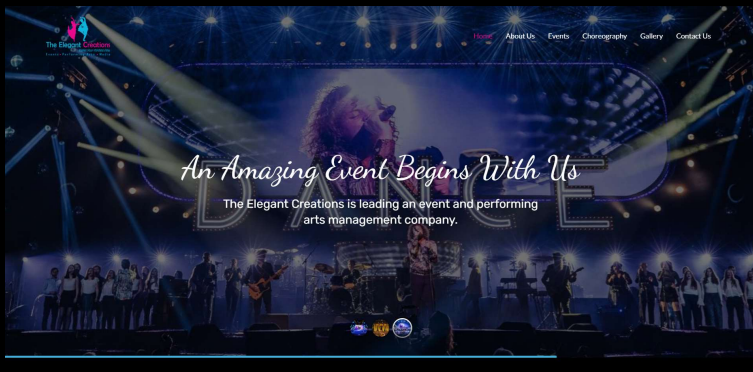 The Elegant Creations
Home
About Us
Events
Choreography
Gallery
Contact Us
DANCE
An Amazing Event Begins With Us
The Elegant Creations is leading an event and performing
arts management company.